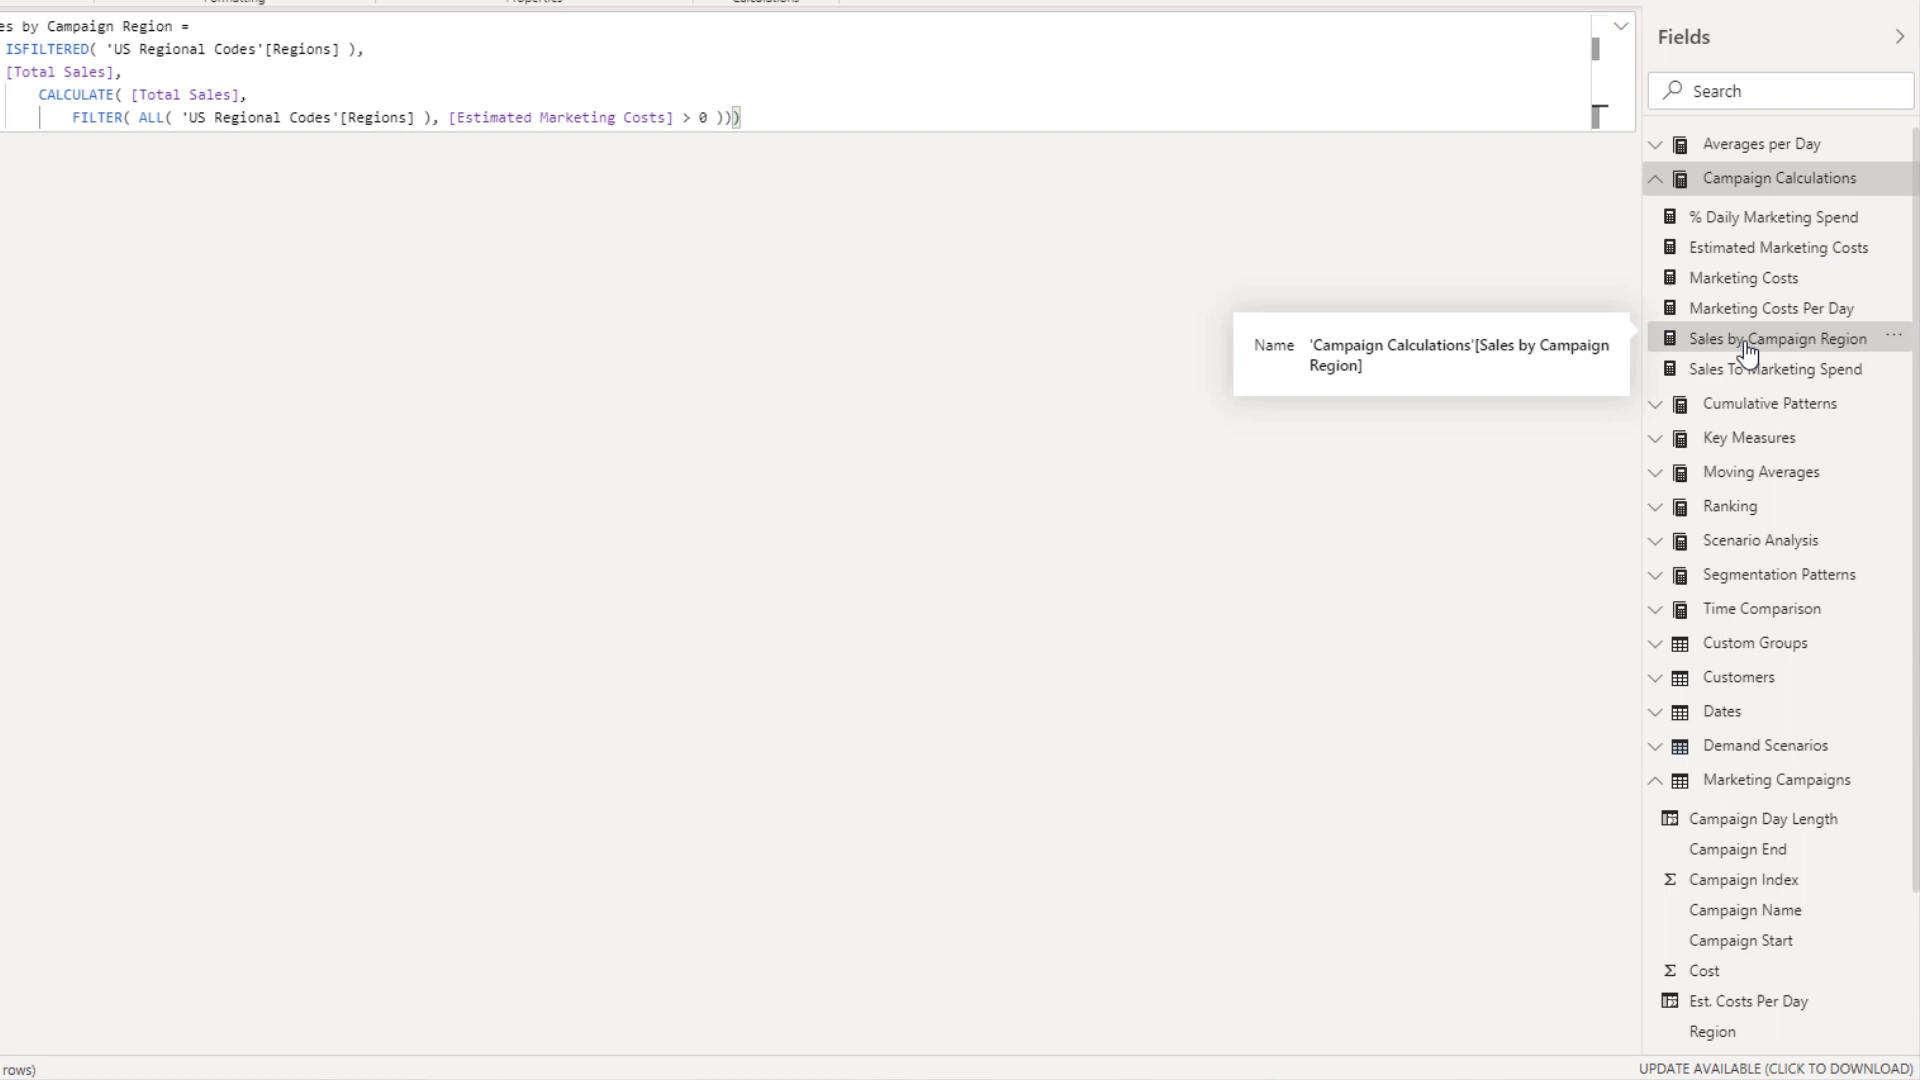 Formatting
Properties
Calculations
es by Campaign Region =
ISFILTERED( 'US Regional Codes'[Regions] ),
[Total Sales],
CALCULATE( [Total Sales],
FILTER( ALL( 'US Regional Codes'[Regions] ), [Estimated Marketing Costs] > 0 )))
Fields
Search
Averages per Day
Campaign Calculations
% Daily Marketing Spend
Estimated Marketing Costs
Marketing Costs
Marketing Costs Per Day
Sales by Campaign Region
...
Name 'Campaign Calculations'[Sales by Campaign
Region]
Sales To Marketing Spend
Cumulative Patterns
Key Measures
Moving Averages
Ranking
Scenario Analysis
Segmentation Patterns
Time Comparison
Custom Groups
Customers
Dates
Demand Scenarios
Marketing Campaigns
Campaign Day Length
Campaign End
Σ Campaign Index
Campaign Name
Campaign Start
Σ Cost
Est. Costs Per Day
Region
rows)
UPDATE AVAILABLE (CLICK TO DOWNLOAD)